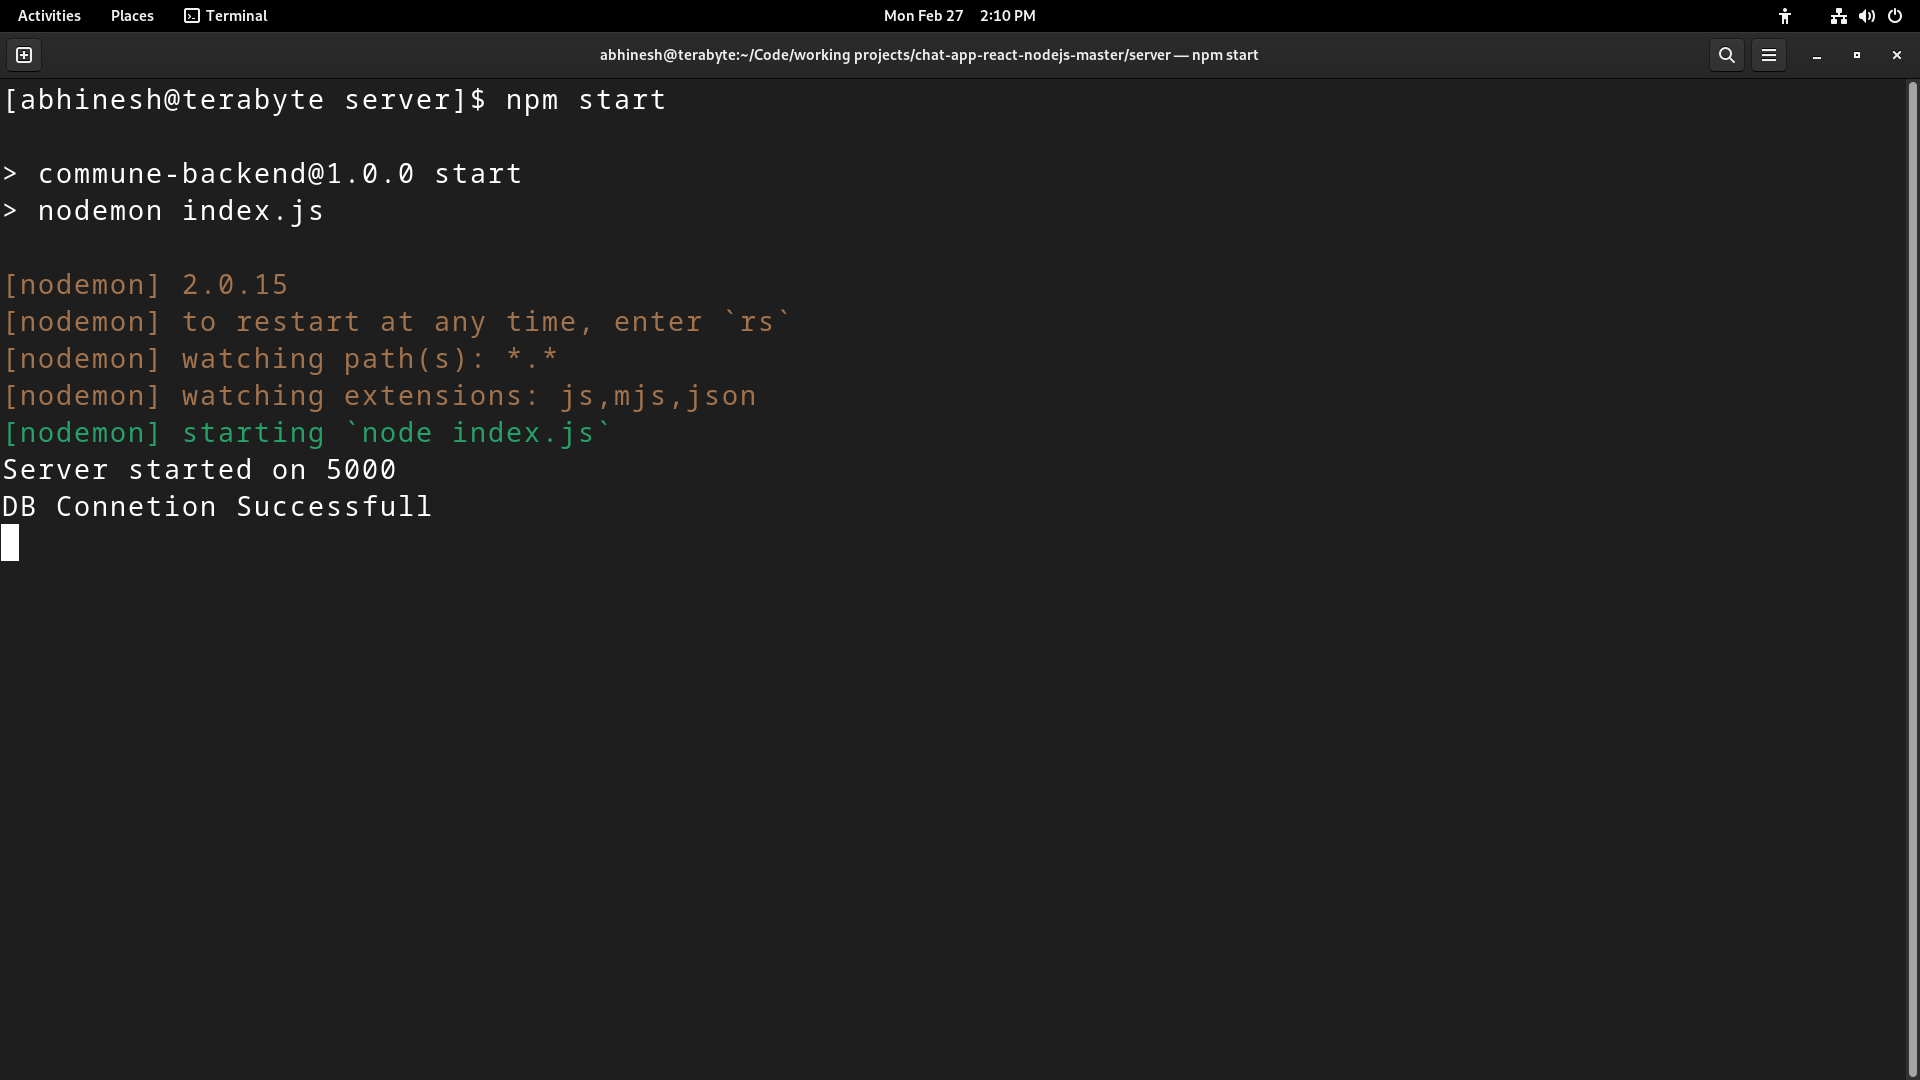 Activities Places Terminal Mon Feb 27 2:10 PM
abhinesh@terabyte:~/Code/working projects/chat-app-react-nodejs-master/server — npm start
[abhinesh@terabyte server]$ npm start
> commune-backend@1.0.0 start
> nodemon index.js
[nodemon] 2.0.15
[nodemon] to restart at any time, enter `rs`
[nodemon] watching path(s): *.*
[nodemon] watching extensions: js,mjs,json
[nodemon] starting `node index.js`
Server started on 5000
DB Connetion Successfull